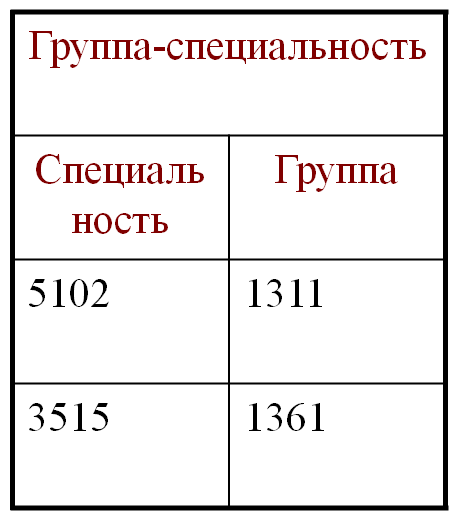 Группа-специальность
Специаль
ность
Группа
5102
1311
3515
1361